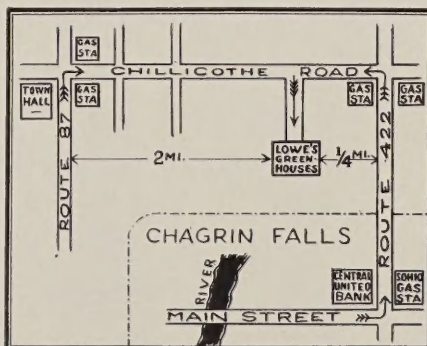 GAS
STA
CHILLICOTHE ROAD
TOWN
HALL
GAS
STA
GAS
STA
GAS
STA
ROUTE 87
2 MI.
LOWE'S
GREEN-
HOUSES
1/4 MI.
ROUTE 422
CHAGRIN FALLS
RIVER
CENTRAL
UNITED
BANK
SOHIO
GAS
STA
MAIN STREET